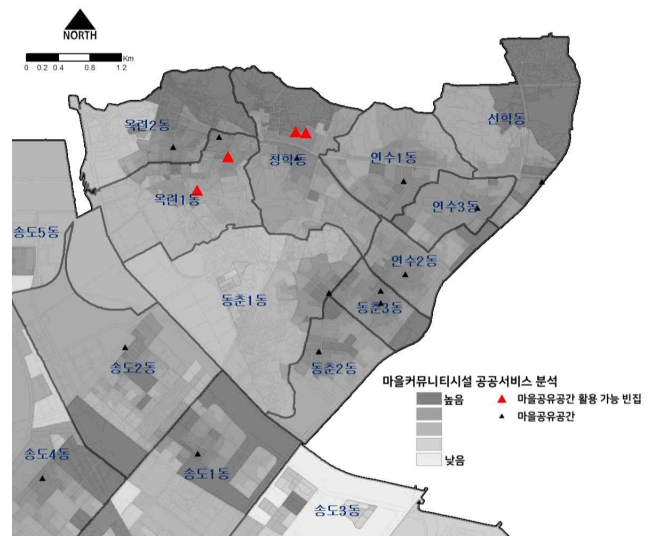 NORTH
Km
0 0.2 0.4 0.8 1.2
선학동
옥련2동
청학동
연수1동
옥련1동
연수3동
송도5동
연수2동
동춘1동
동춘3동
송도2동
동춘2동
마을커뮤니티시설 공공서비스 분석
높음
마을공유공간 활용 가능 빈집
마을공유공간
낮음
송도4동
송도1동
송도3동